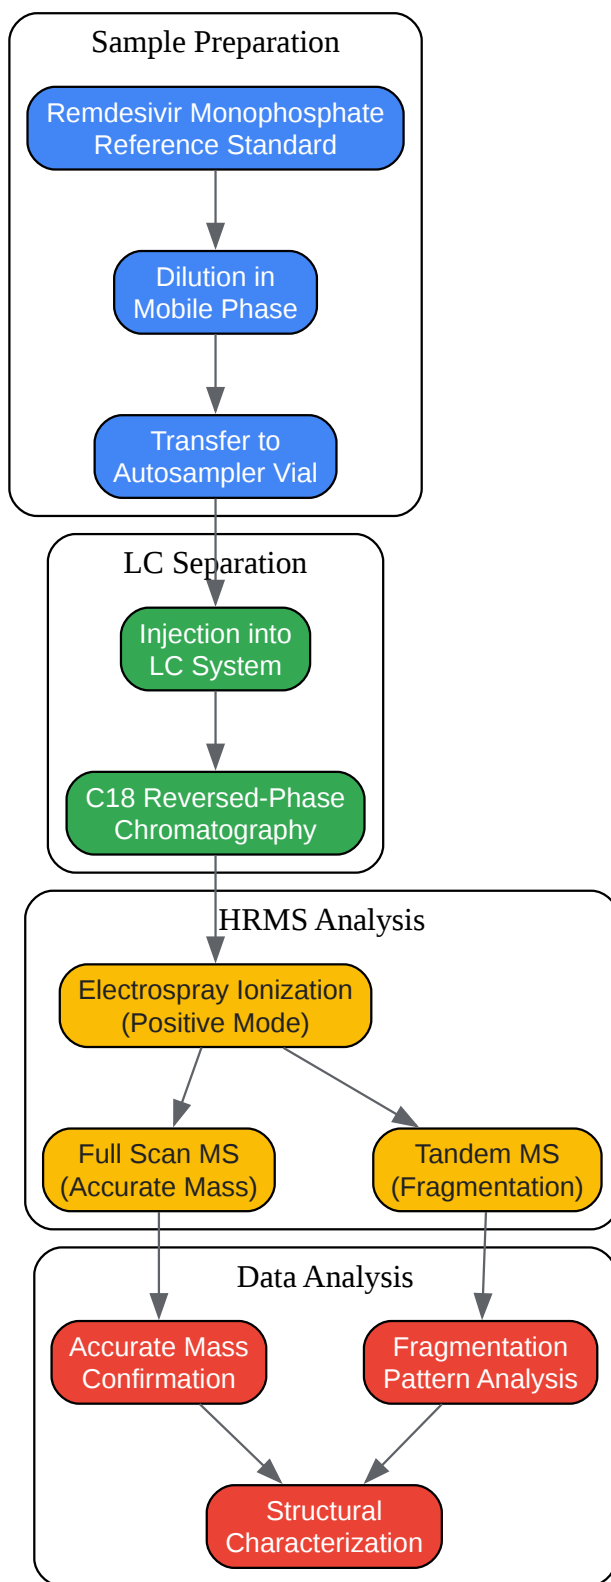 Sample Preparation
Remdesivir Monophosphate
Reference Standard
Dilution in
Mobile Phase
Transfer to
Autosampler Vial
LC Separation
Injection into
LC System
C18 Reversed-Phase
Chromatography
HRMS Analysis
Electrospray Ionization
(Positive Mode)
Full Scan MS
(Accurate Mass)
Tandem MS
(Fragmentation)
Data Analysis
Accurate Mass
Confirmation
Fragmentation
Pattern Analysis
Structural
Characterization